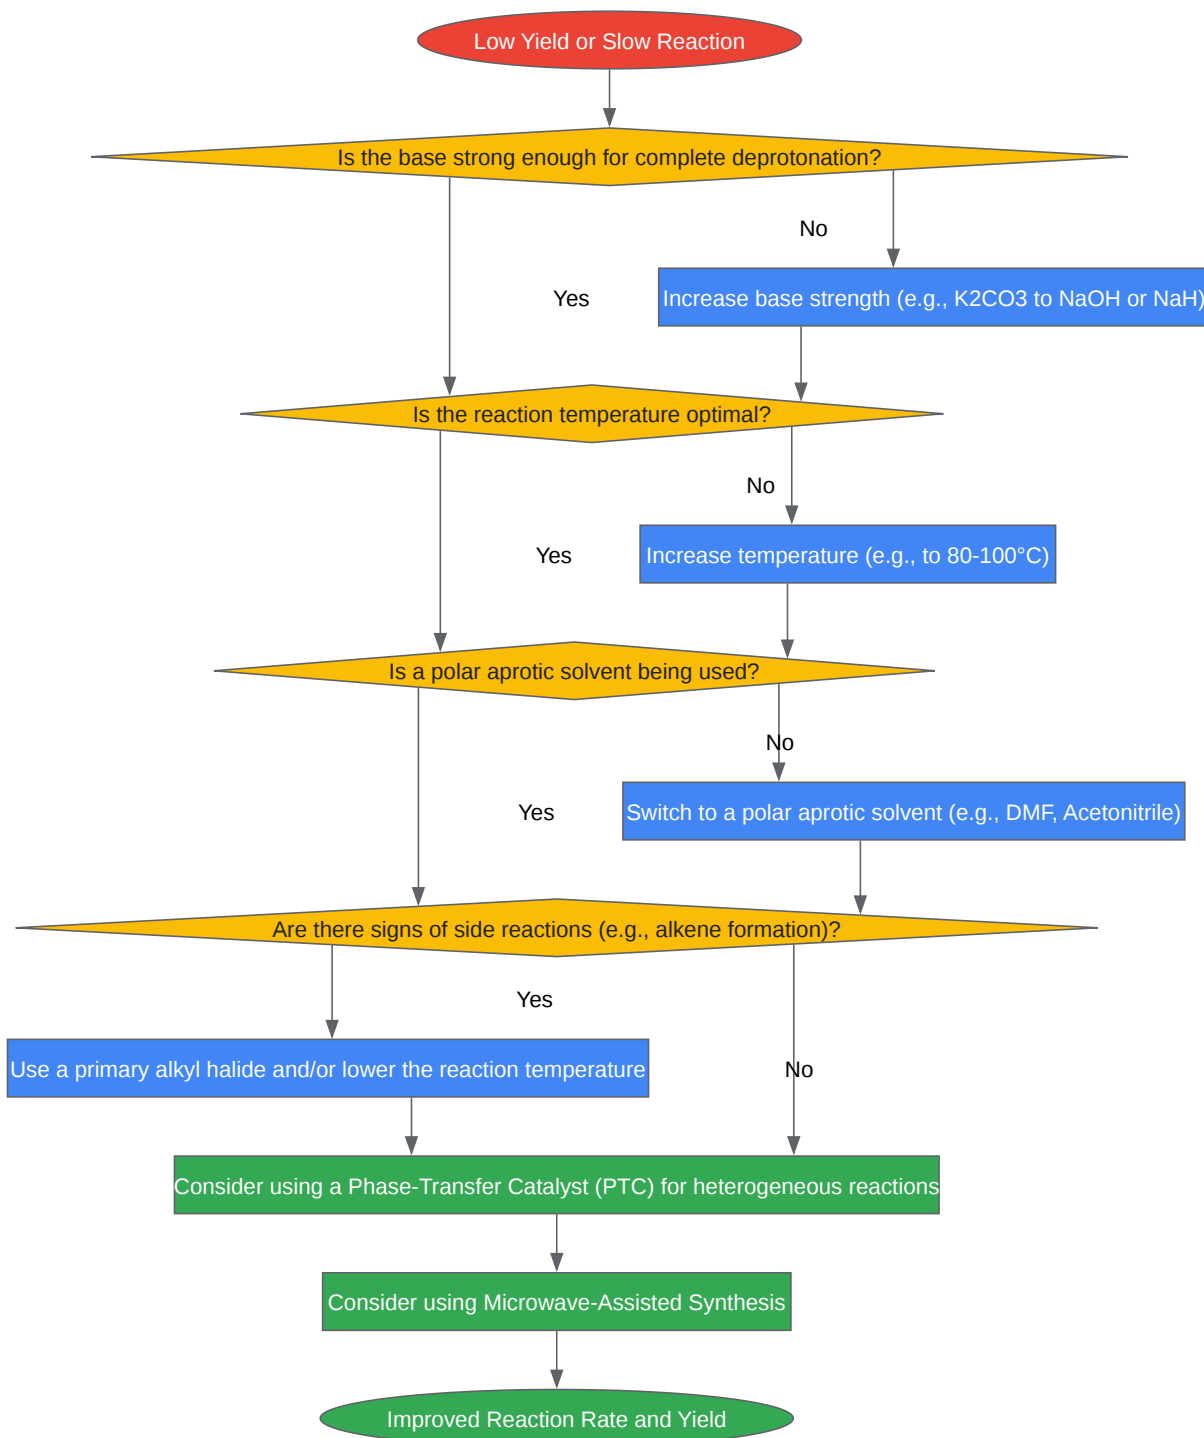 Low Yield or Slow Reaction
Is the base strong enough for complete deprotonation?
No
Yes
Increase base strength (e.g., K2CO3 to NaOH or NaH)
Is the reaction temperature optimal?
No
Yes
Increase temperature (e.g., to 80-100°C)
Is a polar aprotic solvent being used?
No
Yes
Switch to a polar aprotic solvent (e.g., DMF, Acetonitrile)
Are there signs of side reactions (e.g., alkene formation)?
Yes
Use a primary alkyl halide and/or lower the reaction temperature
No
Consider using a Phase-Transfer Catalyst (PTC) for heterogeneous reactions
Consider using Microwave-Assisted Synthesis
Improved Reaction Rate and Yield